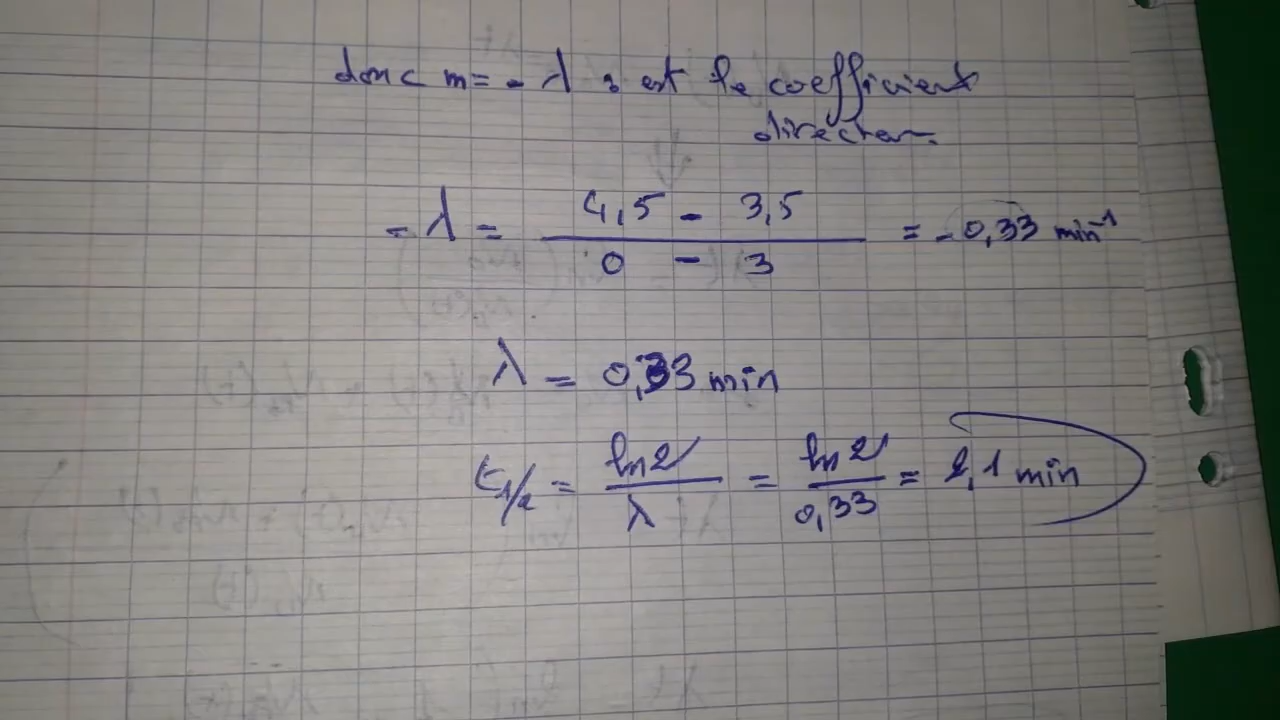 donc m = - λ : est le coefficient
directeur.
- λ = (4,5 - 3,5) / (0 - 3) = - 0,33 min⁻¹
λ = 0,33 min
t1/2 = ln2 / λ = ln2 / 0,33 = 2,1 min